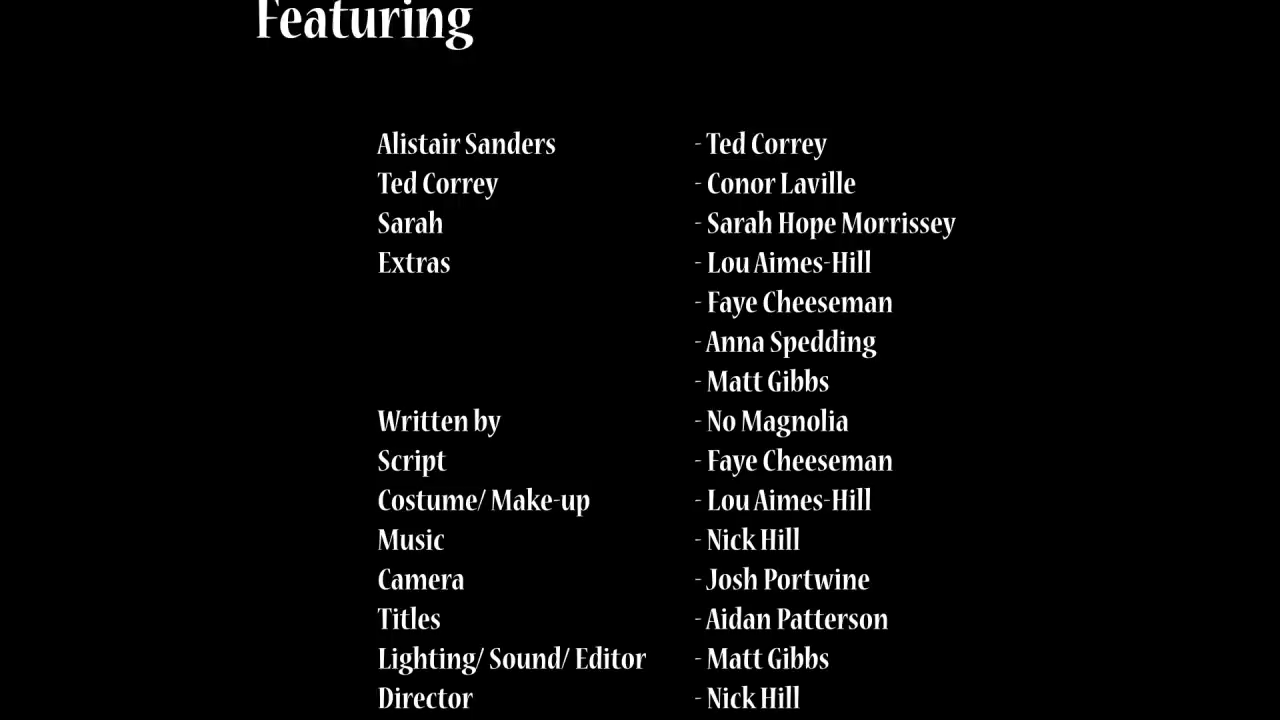 Featuring
Alistair Sanders - Ted Correy
Ted Correy - Conor Laville
Sarah - Sarah Hope Morrissey
Extras - Lou Aimes-Hill
- Faye Cheeseman
- Anna Spedding
- Matt Gibbs
Written by - No Magnolia
Script - Faye Cheeseman
Costume/ Make-up - Lou Aimes-Hill
Music - Nick Hill
Camera - Josh Portwine
Titles - Aidan Patterson
Lighting/ Sound/ Editor - Matt Gibbs
Director - Nick Hill